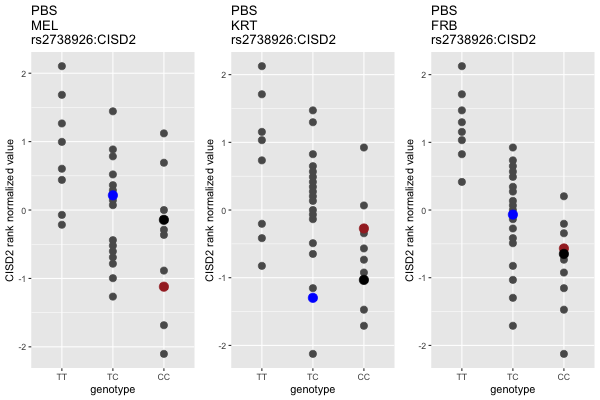 PBS
MEL
rs2738926:CISD2
CISD2 rank normalized value
2
1
0
-1
-2
TT
TC
CC
genotype
PBS
KRT
rs2738926:CISD2
CISD2 rank normalized value
2
1
0
-1
-2
TT
TC
CC
genotype
PBS
FRB
rs2738926:CISD2
CISD2 rank normalized value
2
1
0
-1
-2
TT
TC
CC
genotype